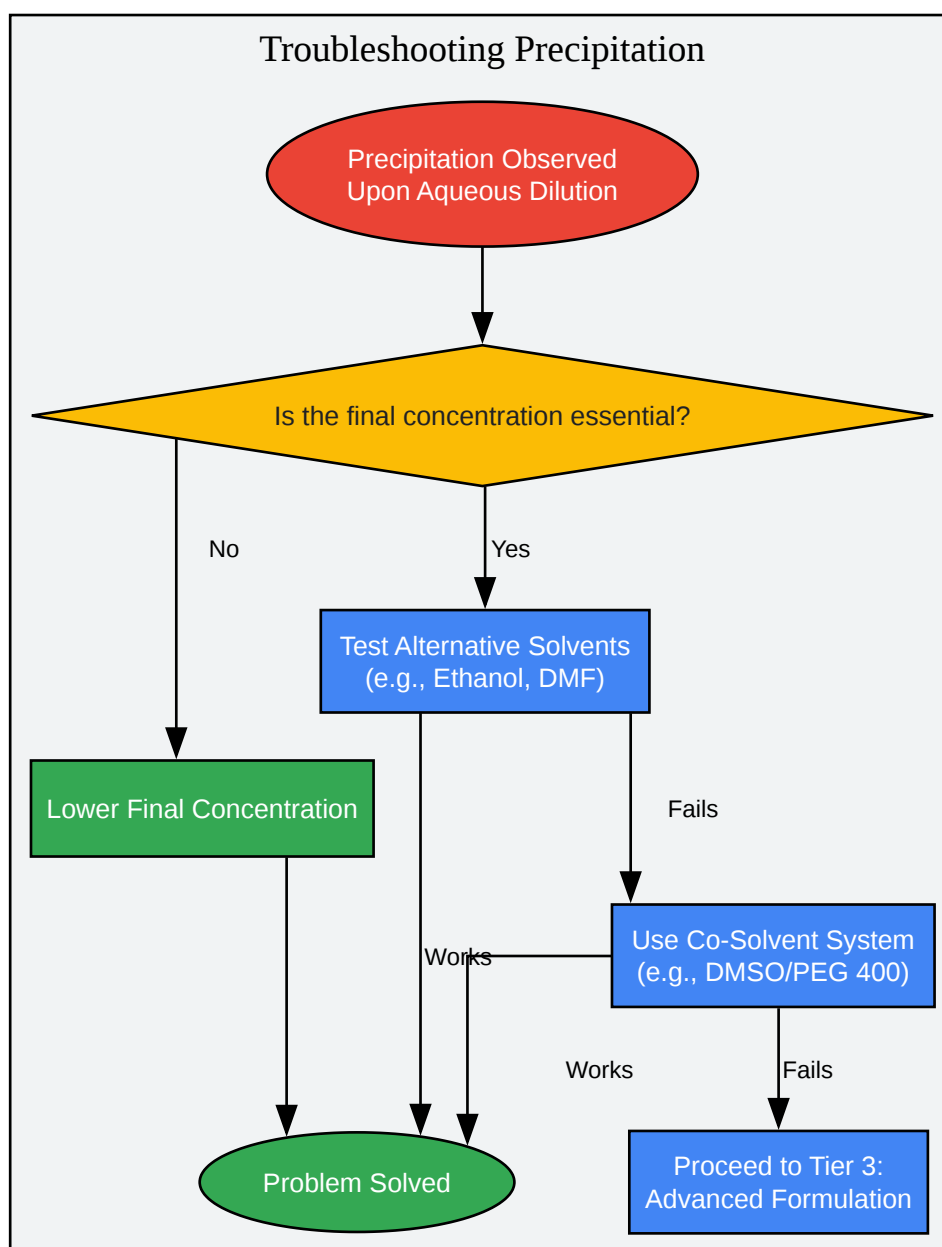 Troubleshooting Precipitation
Precipitation Observed
Upon Aqueous Dilution
Is the final concentration essential?
No
Yes
Test Alternative Solvents
(e.g., Ethanol, DMF)
Lower Final Concentration
Fails
Works
Use Co-Solvent System
(e.g., DMSO/PEG 400)
Works
Fails
Problem Solved
Proceed to Tier 3:
Advanced Formulation